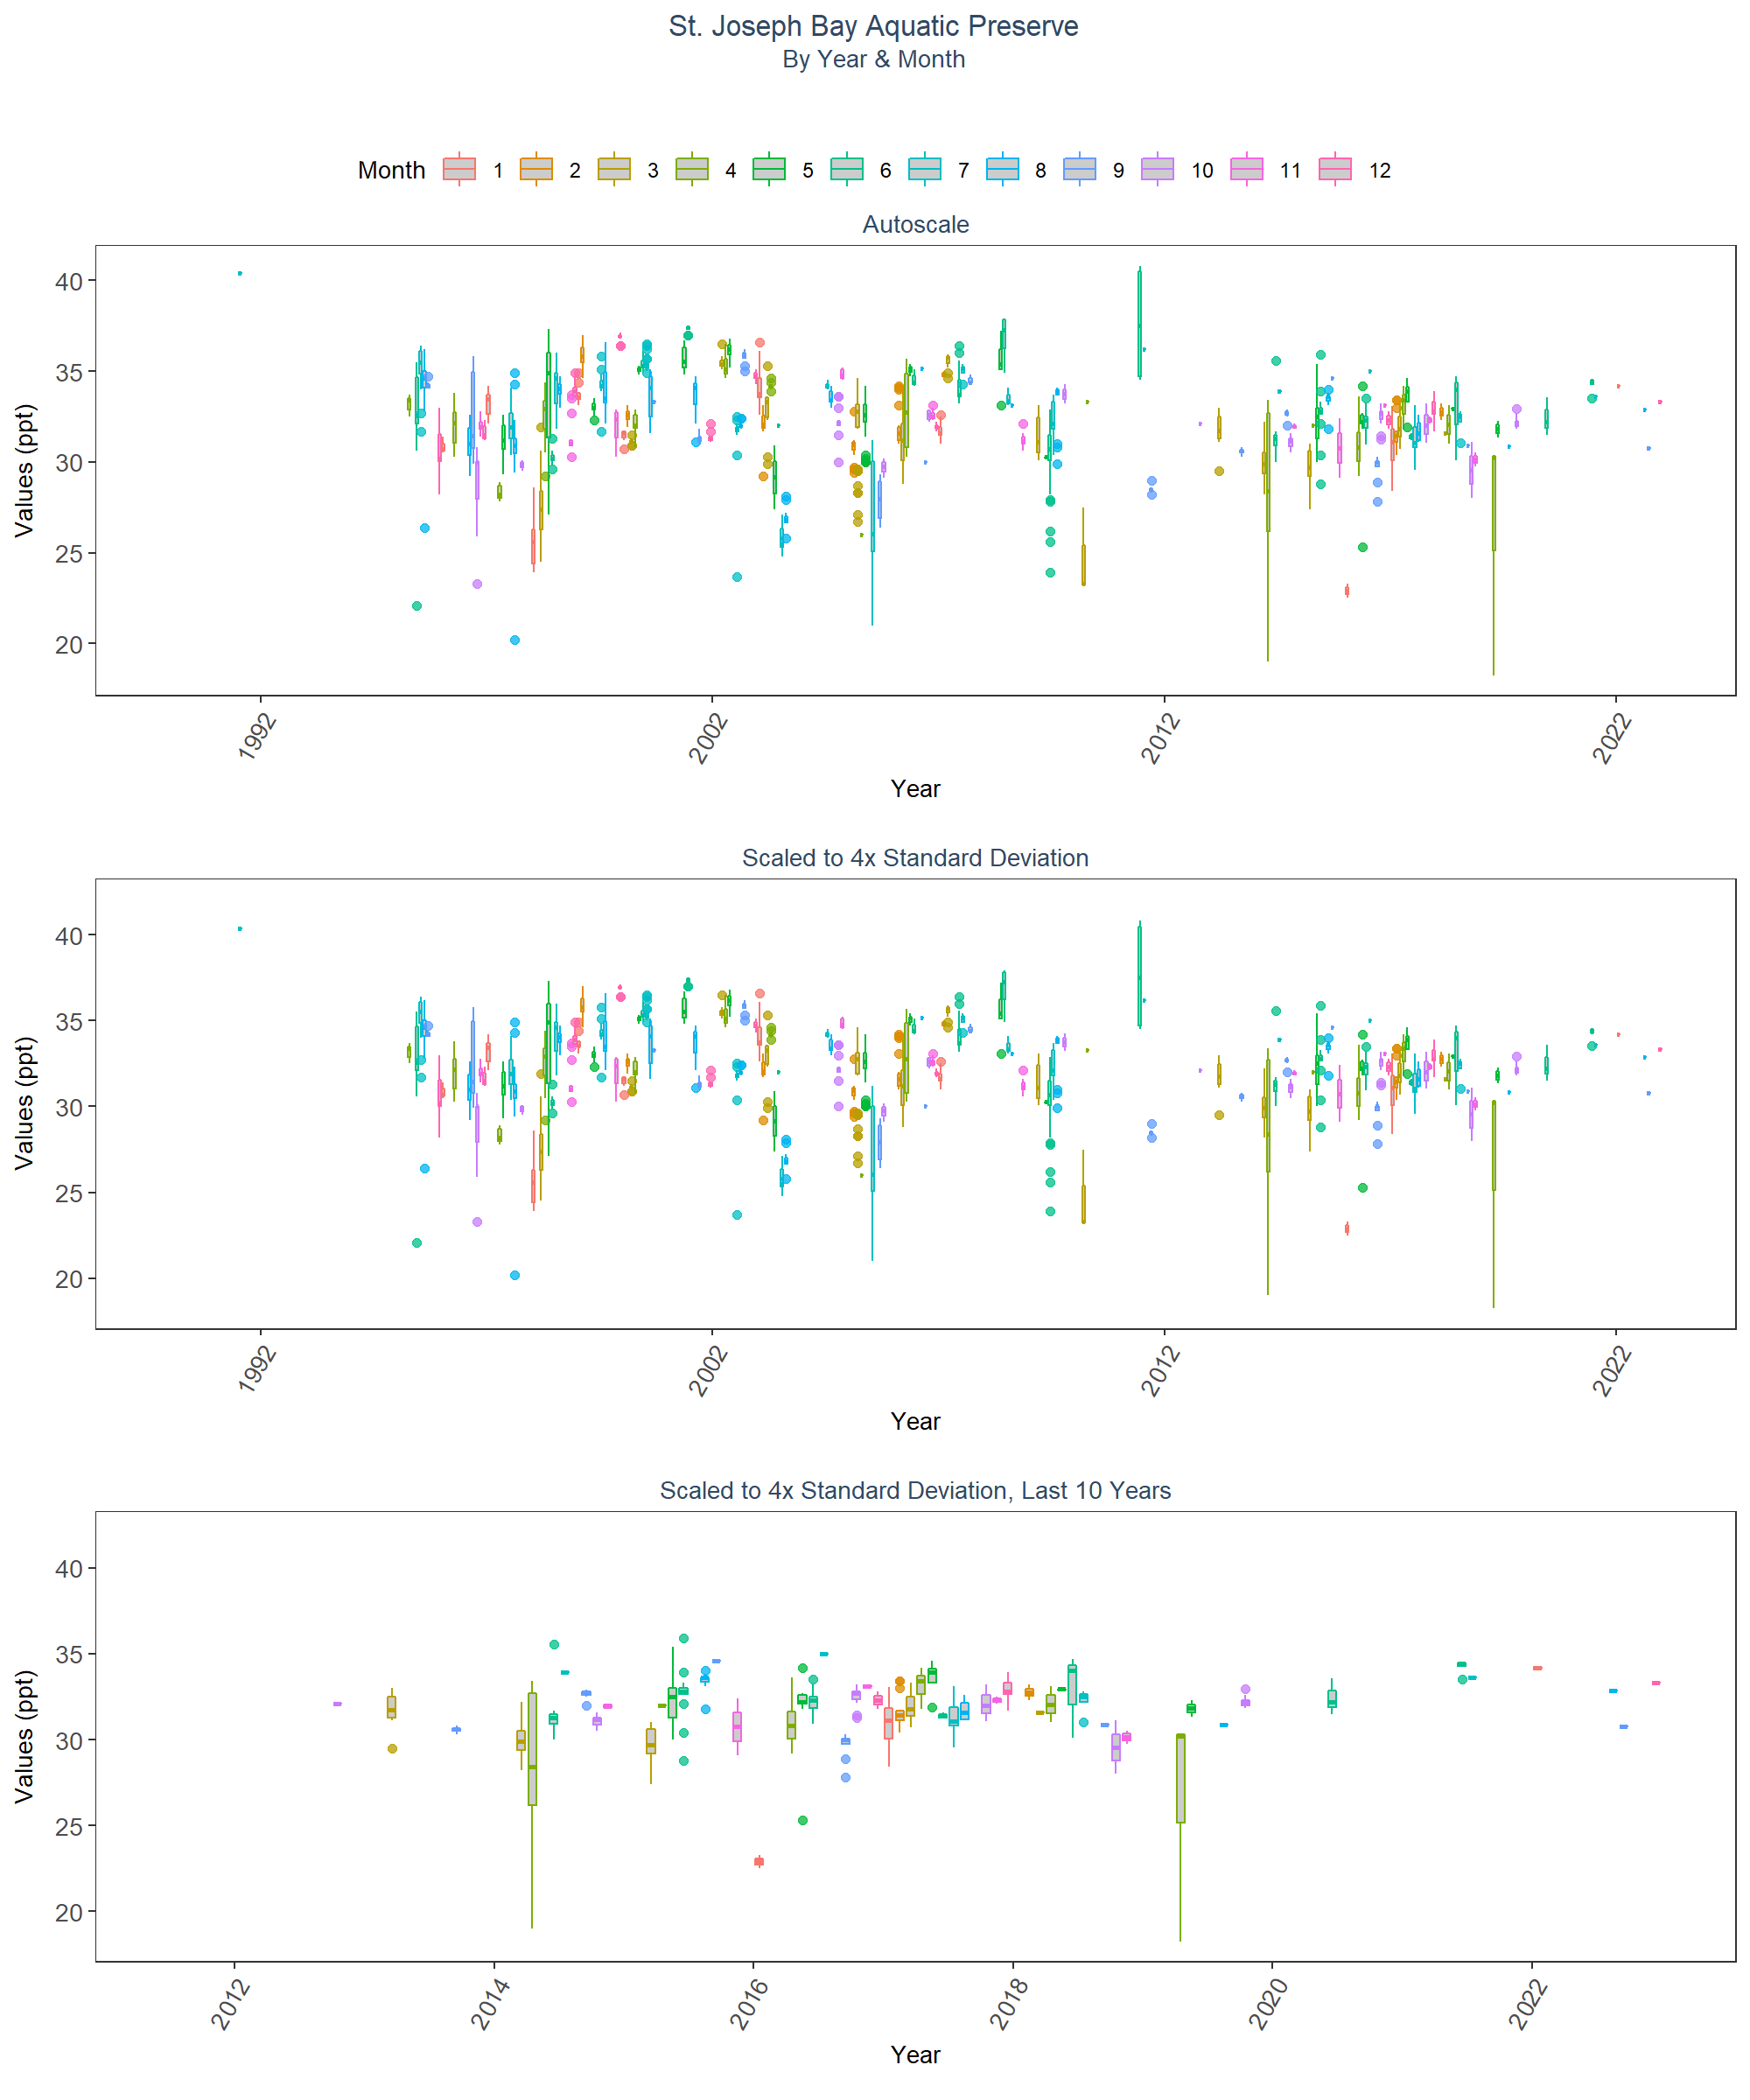 St. Joseph Bay Aquatic Preserve
By Year & Month
Month 1 2 3 4 5 6 7 8 9 10 11 12
Autoscale
Values (ppt)
40
35
30
25
20
1992 2002 2012 2022
Year
Scaled to 4x Standard Deviation
Values (ppt)
40
35
30
25
20
1992 2002 2012 2022
Year
Scaled to 4x Standard Deviation, Last 10 Years
Values (ppt)
40
35
30
25
20
2012 2014 2016 2018 2020 2022
Year